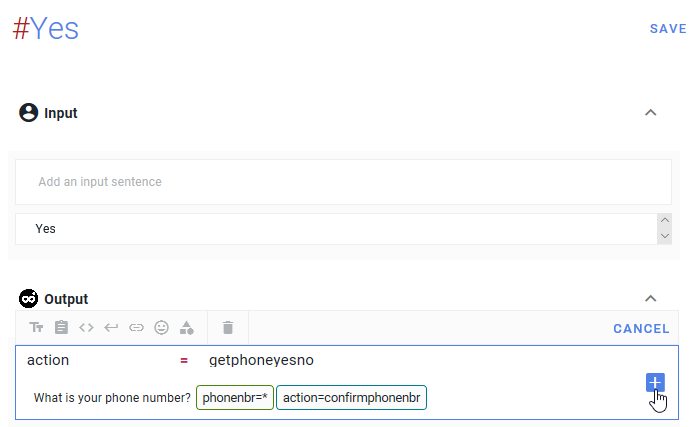 #Yes
SAVE
Input
Add an input sentence
Yes
Output
CANCEL
action = getphoneyesno
What is your phone number? phonenbr=* action=confirmphonenbr